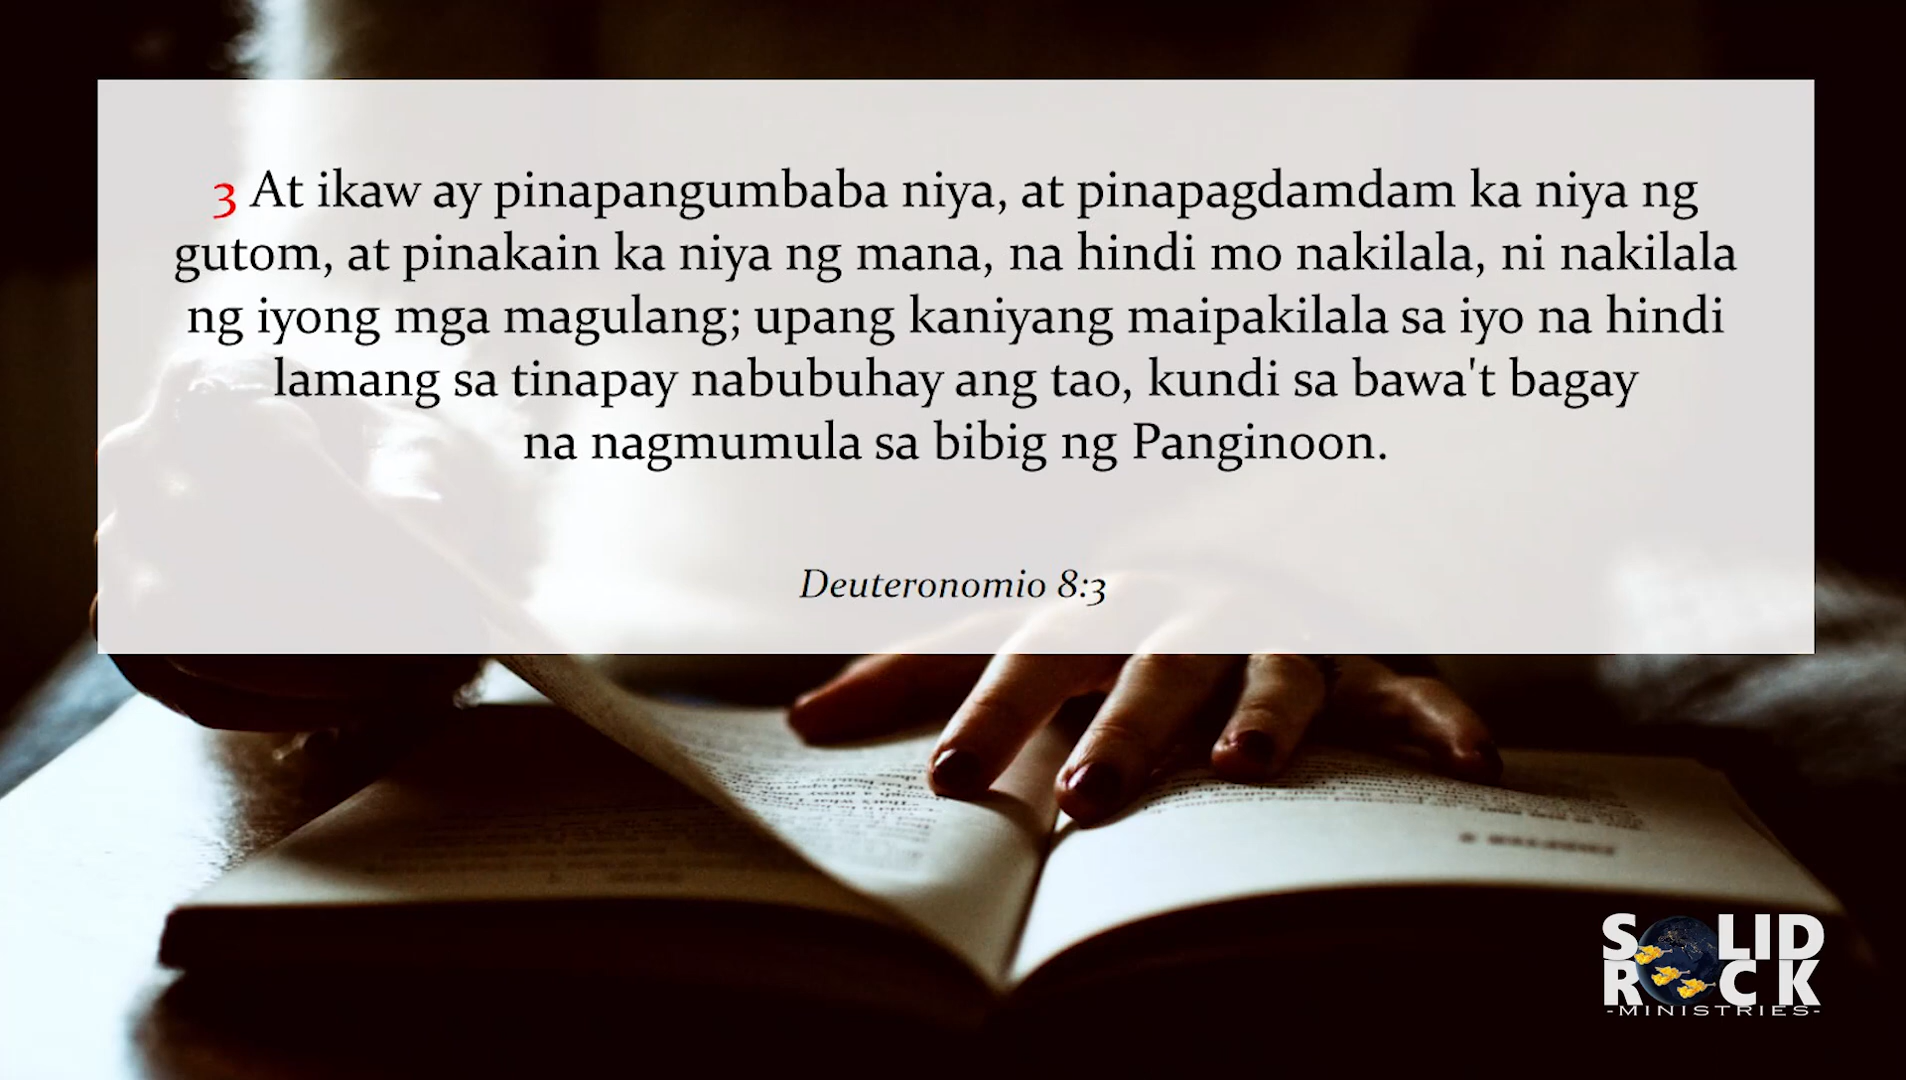 3 At ikaw ay pinapangumbaba niya, at pinapagdamdam ka niya ng
gutom, at pinakain ka niya ng mana, na hindi mo nakilala, ni nakilala
ng iyong mga magulang; upang kaniyang maipakilala sa iyo na hindi
lamang sa tinapay nabubuhay ang tao, kundi sa bawa't bagay
na nagmumula sa bibig ng Panginoon.
Deuteronomio 8:3
SOLID
ROCK
-MINISTRIES-